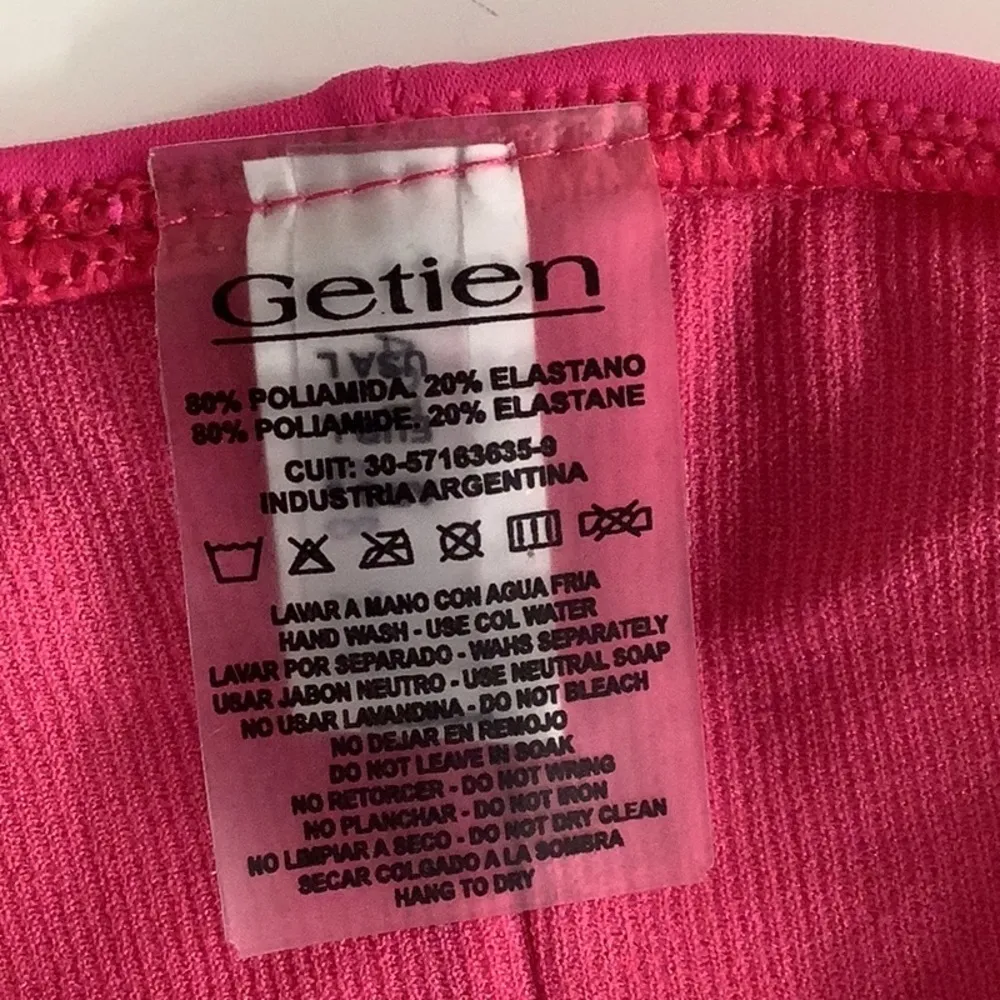 Getien
80% POLIAMIDA. 20% ELASTANO
80% POLIAMIDE. 20% ELASTANE
CUIT: 30-57163635-9
INDUSTRIA ARGENTINA
LAVAR A MANO CON AGUA FRIA
HAND WASH - USE COL WATER
LAVAR POR SEPARADO - WAHS SEPARATELY
USAR JABON NEUTRO - USE NEUTRAL SOAP
NO USAR LAVANDINA - DO NOT BLEACH
NO DEJAR EN REMOJO
DO NOT LEAVE IN SOAK
NO RETORCER - DO NOT WRING
NO PLANCHAR - DO NOT IRON
NO LIMPIAR A SECO - DO NOT DRY CLEAN
SECAR COLGADO A LA SOMBRA
HANG TO DRY
USA L